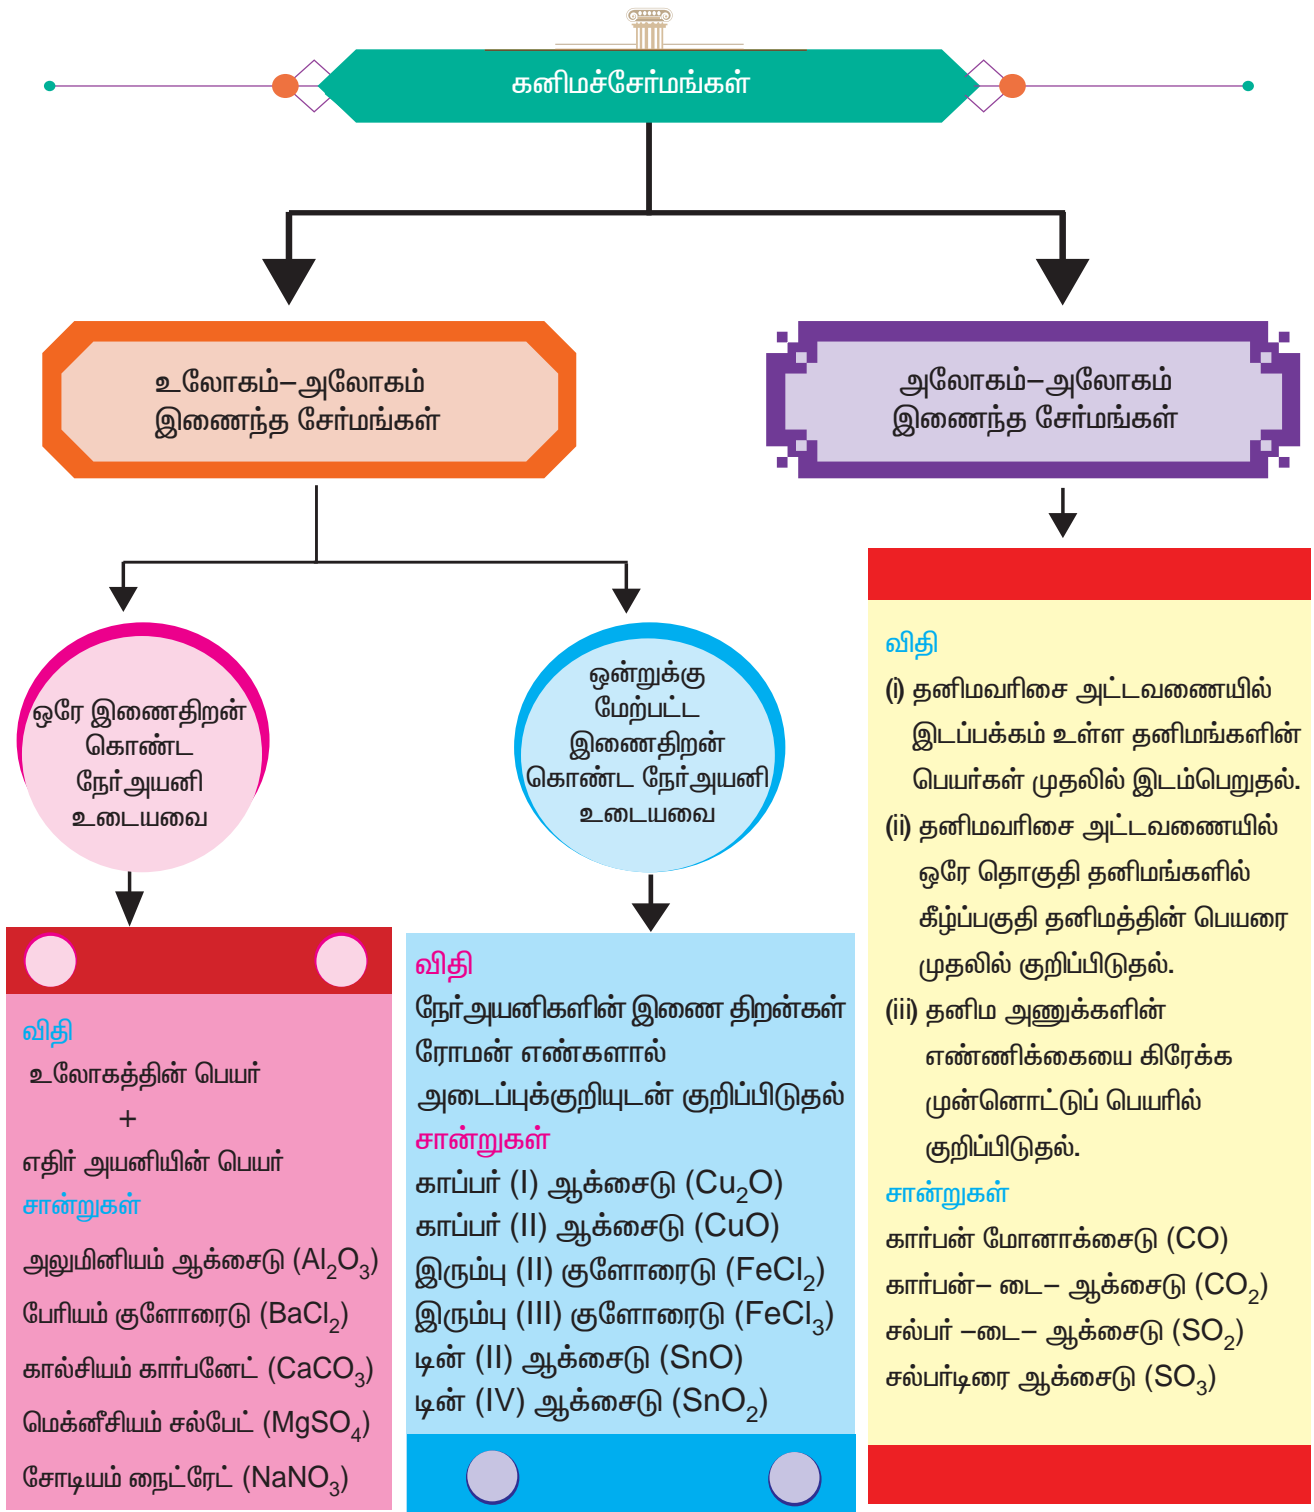 கனிமச்சேர்மங்கள்
உலோகம்–அலோகம்
இணைந்த சேர்மங்கள்
அலோகம்–அலோகம்
இணைந்த சேர்மங்கள்
ஒரே இணைதிறன்
கொண்ட
நேர்அயனி
உடையவை
ஒன்றுக்கு
மேற்பட்ட
இணைதிறன்
கொண்ட நேர்அயனி
உடையவை
விதி
உலோகத்தின் பெயர்
+
எதிர் அயனியின் பெயர்
சான்றுகள்
அலுமினியம் ஆக்சைடு (Al₂O₃)
பேரியம் குளோரைடு (BaCl₂)
கால்சியம் கார்பனேட் (CaCO₃)
மெக்னீசியம் சல்பேட் (MgSO₄)
சோடியம் நைட்ரேட் (NaNO₃)
விதி
நேர்அயனிகளின் இணை திறன்கள்
ரோமன் எண்களால்
அடைப்புக்குறியுடன் குறிப்பிடுதல்
சான்றுகள்
காப்பர் (I) ஆக்சைடு (Cu₂O)
காப்பர் (II) ஆக்சைடு (CuO)
இரும்பு (II) குளோரைடு (FeCl₂)
இரும்பு (III) குளோரைடு (FeCl₃)
டின் (II) ஆக்சைடு (SnO)
டின் (IV) ஆக்சைடு (SnO₂)
விதி
(i) தனிமவரிசை அட்டவணையில்
இடப்பக்கம் உள்ள தனிமங்களின்
பெயர்கள் முதலில் இடம்பெறுதல்.
(ii) தனிமவரிசை அட்டவணையில்
ஒரே தொகுதி தனிமங்களில்
கீழ்ப்பகுதி தனிமத்தின் பெயரை
முதலில் குறிப்பிடுதல்.
(iii) தனிம அணுக்களின்
எண்ணிக்கையை கிரேக்க
முன்னொட்டுப் பெயரில்
குறிப்பிடுதல்.
சான்றுகள்
கார்பன் மோனாக்சைடு (CO)
கார்பன்– டை– ஆக்சைடு (CO₂)
சல்பர் –டை– ஆக்சைடு (SO₂)
சல்பர்டிரை ஆக்சைடு (SO₃)